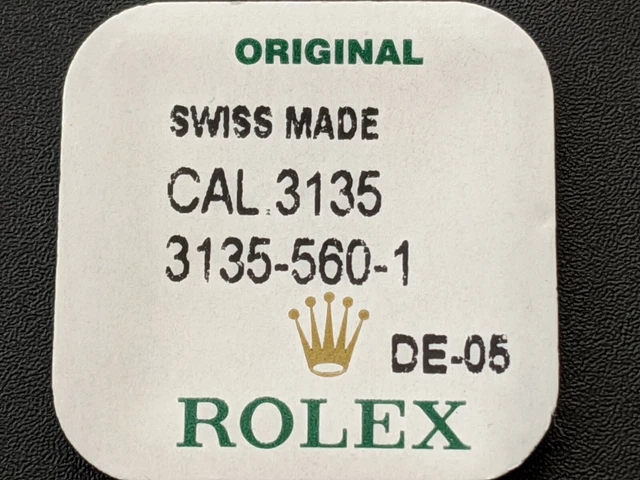 ORIGINAL
SWISS MADE
CAL.3135
3135-560-1
DE-05
ROLEX